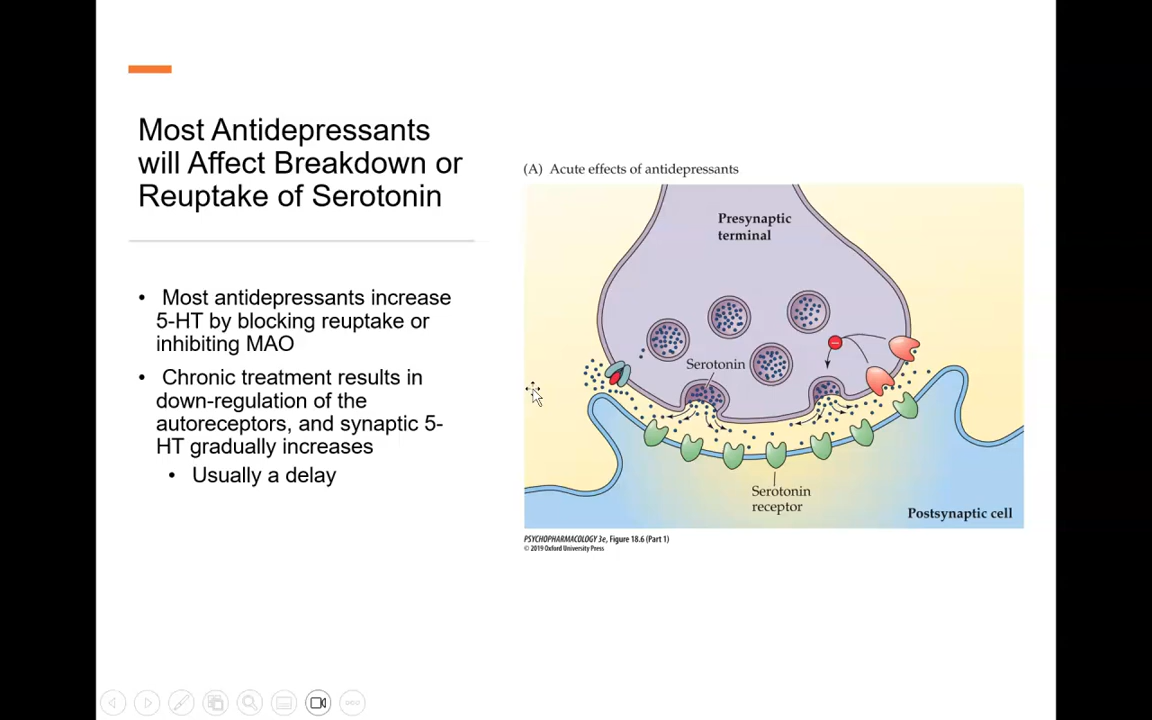 Most Antidepressants
will Affect Breakdown or
Reuptake of Serotonin
• Most antidepressants increase
5-HT by blocking reuptake or
inhibiting MAO
• Chronic treatment results in
down-regulation of the
autoreceptors, and synaptic 5-
HT gradually increases
• Usually a delay
(A) Acute effects of antidepressants
Presynaptic
terminal
Serotonin
Serotonin
receptor
Postsynaptic cell
PSYCHOPHARMACOLOGY 3e, Figure 18.6 (Part 1)
© 2019 Oxford University Press